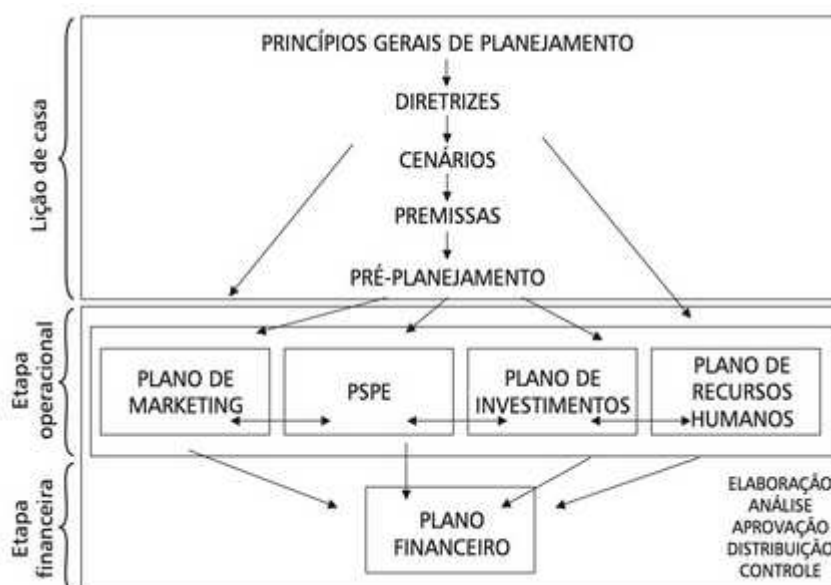 Lição de casa
PRINCÍPIOS GERAIS DE PLANEJAMENTO
DIRETRIZES
CENÁRIOS
PREMISSAS
PRÉ-PLANEJAMENTO
Etapa
operacional
PLANO DE
MARKETING
PSPE
PLANO DE
INVESTIMENTOS
PLANO DE
RECURSOS
HUMANOS
Etapa
financeira
PLANO
FINANCEIRO
ELABORAÇÃO
ANÁLISE
APROVAÇÃO
DISTRIBUIÇÃO
CONTROLE